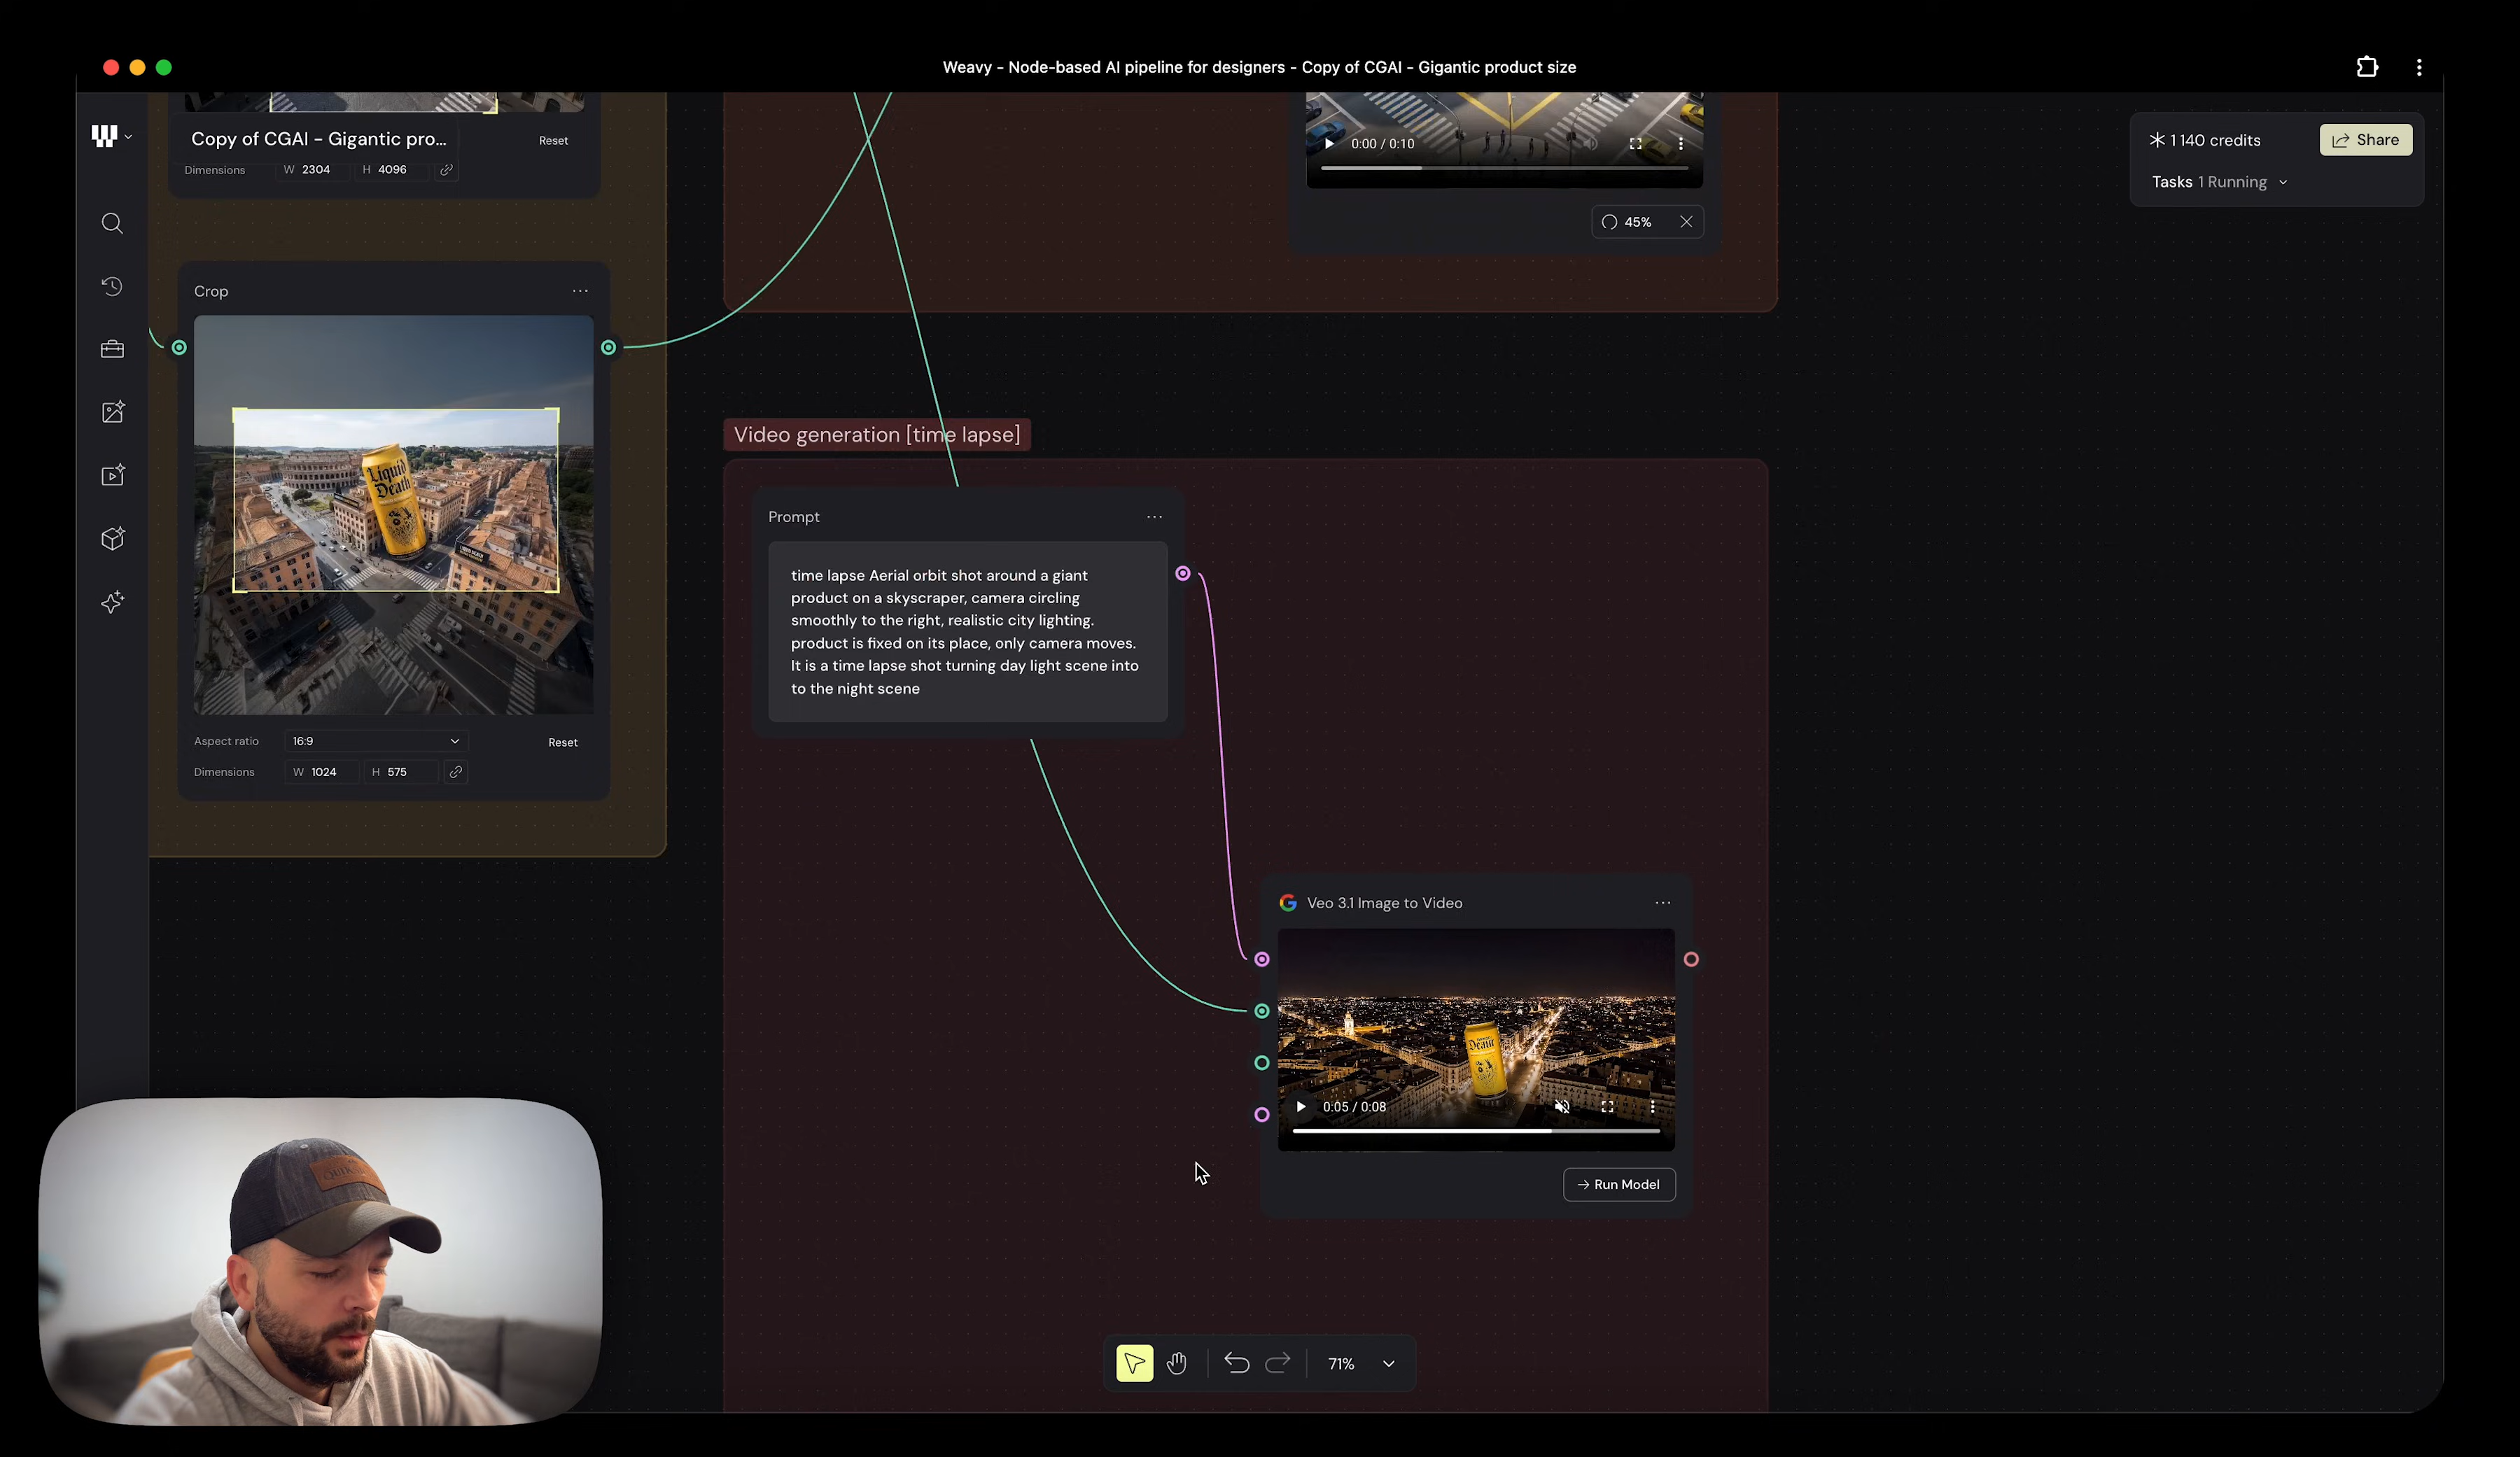 Weavy - Node-based AI pipeline for designers - Copy of CGAI - Gigantic product size
Copy of CGAI - Gigantic pro...
Reset
Dimensions
W 2304
H 4096
0:00 / 0:10
45%
1 140 credits
Share
Tasks 1 Running
Crop
Liquid
Death
Aspect ratio
16:9
Reset
Dimensions
W 1024
H 575
Video generation [time lapse]
Prompt
time lapse Aerial orbit shot around a giant
product on a skyscraper, camera circling
smoothly to the right, realistic city lighting.
product is fixed on its place, only camera moves.
It is a time lapse shot turning day light scene into
to the night scene
Veo 3.1 Image to Video
Death
0:05 / 0:08
Run Model
71%